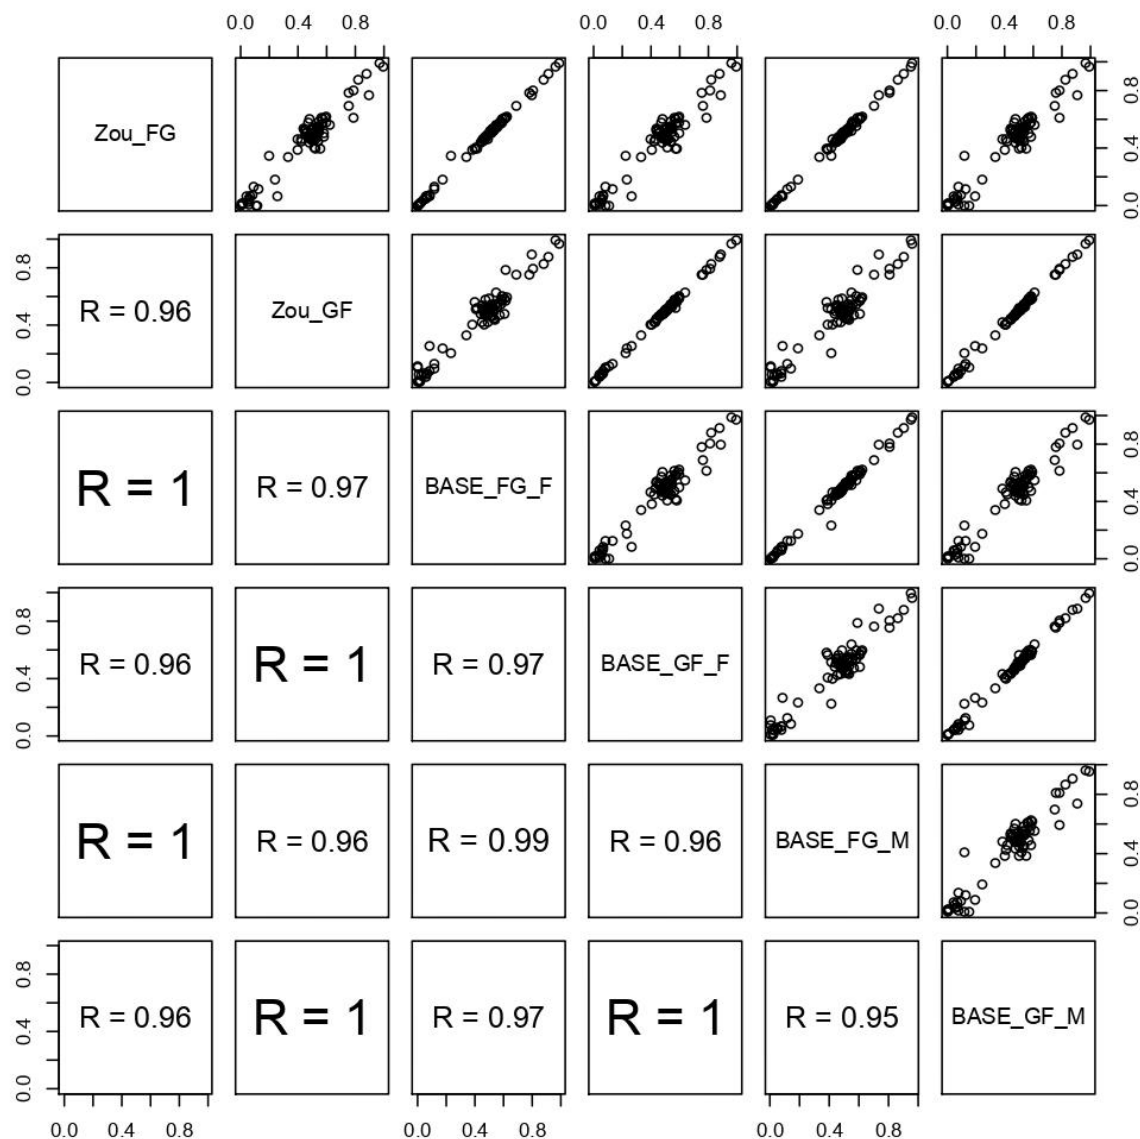 0.0 0.4 0.8 0.0 0.4 0.8 0.0 0.4 0.8
Zou_FG
0.0 0.4 0.8
0.0 0.4 0.8
R = 0.96 Zou_GF
R = 1 R = 0.97 BASE_FG_F
0.0 0.4 0.8
0.0 0.4 0.8
R = 0.96 R = 1 R = 0.97 BASE_GF_F
R = 1 R = 0.96 R = 0.99 R = 0.96 BASE_FG_M
0.0 0.4 0.8
0.0 0.4 0.8
R = 0.96 R = 1 R = 0.97 R = 1 R = 0.95 BASE_GF_M
0.0 0.4 0.8 0.0 0.4 0.8 0.0 0.4 0.8